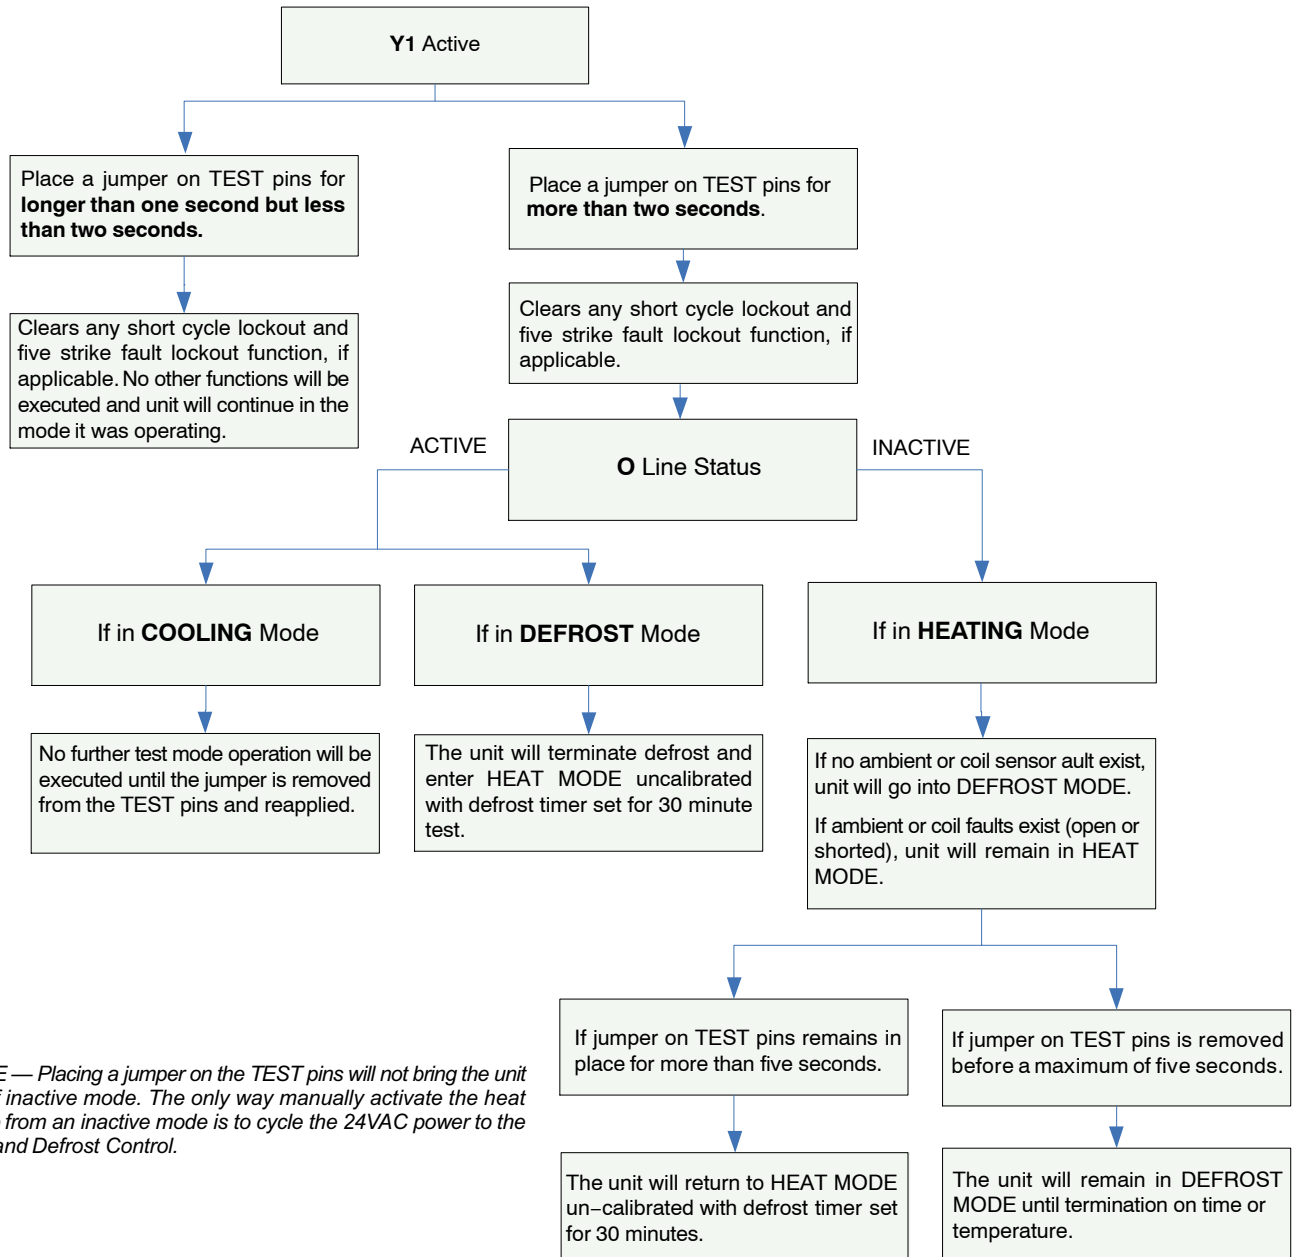 Y1 Active
Place a jumper on TEST pins for
longer than one second but less
than two seconds.
Place a jumper on TEST pins for
more than two seconds.
Clears any short cycle lockout and
five strike fault lockout function, if
applicable. No other functions will be
executed and unit will continue in the
mode it was operating.
Clears any short cycle lockout and
five strike fault lockout function, if
applicable.
ACTIVE
O Line Status
INACTIVE
If in COOLING Mode
If in DEFROST Mode
If in HEATING Mode
No further test mode operation will be
executed until the jumper is removed
from the TEST pins and reapplied.
The unit will terminate defrost and
enter HEAT MODE uncalibrated
with defrost timer set for 30 minute
test.
If no ambient or coil sensor ault exist,
unit will go into DEFROST MODE.
If ambient or coil faults exist (open or
shorted), unit will remain in HEAT
MODE.
If jumper on TEST pins remains in
place for more than five seconds.
If jumper on TEST pins is removed
before a maximum of five seconds.
E — Placing a jumper on the TEST pins will not bring the unit
inactive mode. The only way manually activate the heat
from an inactive mode is to cycle the 24VAC power to the
and Defrost Control.
The unit will return to HEAT MODE
un−calibrated with defrost timer set
for 30 minutes.
The unit will remain in DEFROST
MODE until termination on time or
temperature.